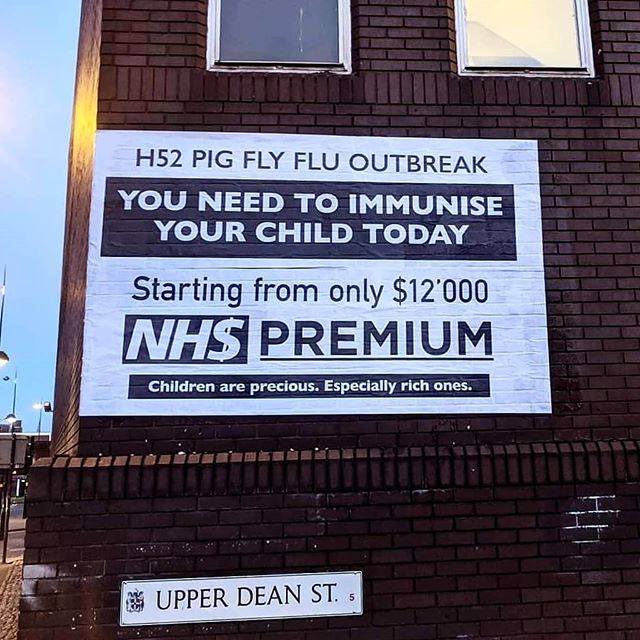 H52 PIG FLY FLU OUTBREAK
YOU NEED TO IMMUNISE
YOUR CHILD TODAY
Starting from only $12'000
NH$ PREMIUM
Children are precious. Especially rich ones.
UPPER DEAN ST. 5